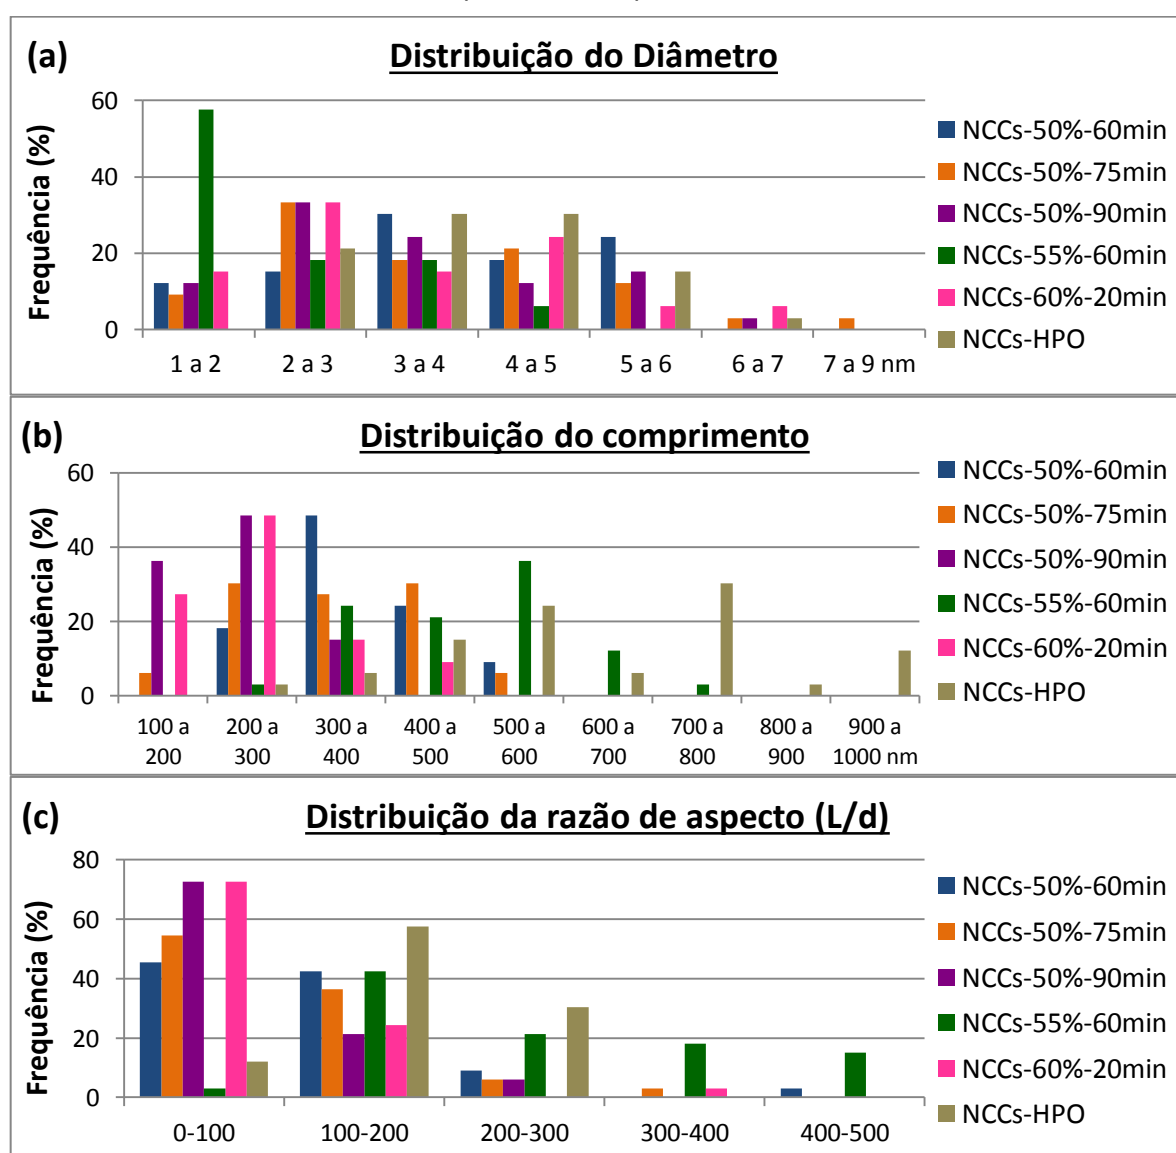 (a)
Distribuição do Diâmetro
Frequência (%)
60
40
20
0
1 a 2
2 a 3
3 a 4
4 a 5
5 a 6
6 a 7
7 a 9 nm
NCCs-50%-60min
NCCs-50%-75min
NCCs-50%-90min
NCCs-55%-60min
NCCs-60%-20min
NCCs-HPO
(b)
Distribuição do comprimento
Frequência (%)
60
40
20
0
100 a
200
200 a
300
300 a
400
400 a
500
500 a
600
600 a
700
700 a
800
800 a
900
900 a
1000 nm
NCCs-50%-60min
NCCs-50%-75min
NCCs-50%-90min
NCCs-55%-60min
NCCs-60%-20min
NCCs-HPO
(c)
Distribuição da razão de aspecto (L/d)
Frequência (%)
80
60
40
20
0
0-100
100-200
200-300
300-400
400-500
NCCs-50%-60min
NCCs-50%-75min
NCCs-50%-90min
NCCs-55%-60min
NCCs-60%-20min
NCCs-HPO